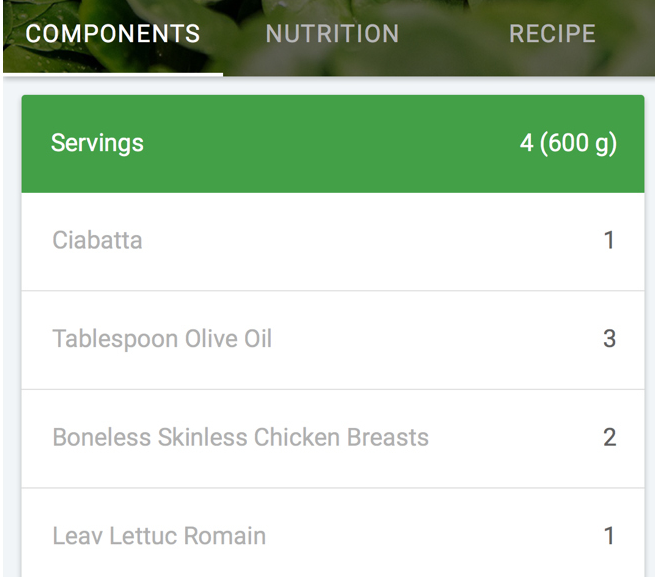 COMPONENTS NUTRITION RECIPE
Servings 4 (600 g)
Ciabatta 1
Tablespoon Olive Oil 3
Boneless Skinless Chicken Breasts 2
Leav Lettuc Romain 1